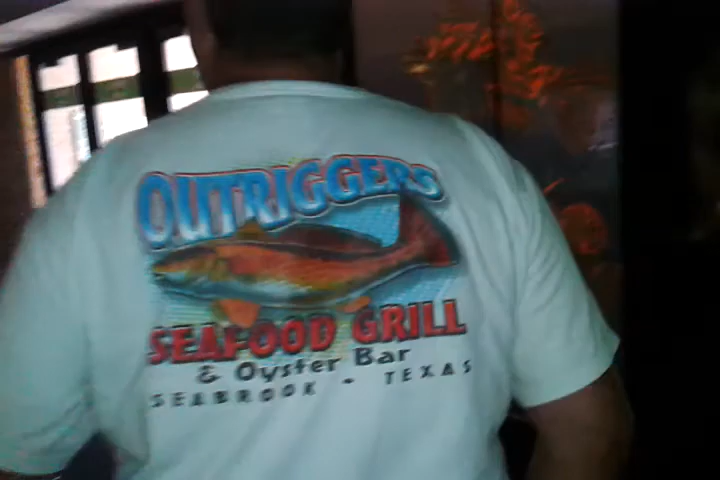 OUTRIGGERS
SEAFOOD GRILL
& Oyster Bar
SEABROOK - TEXAS